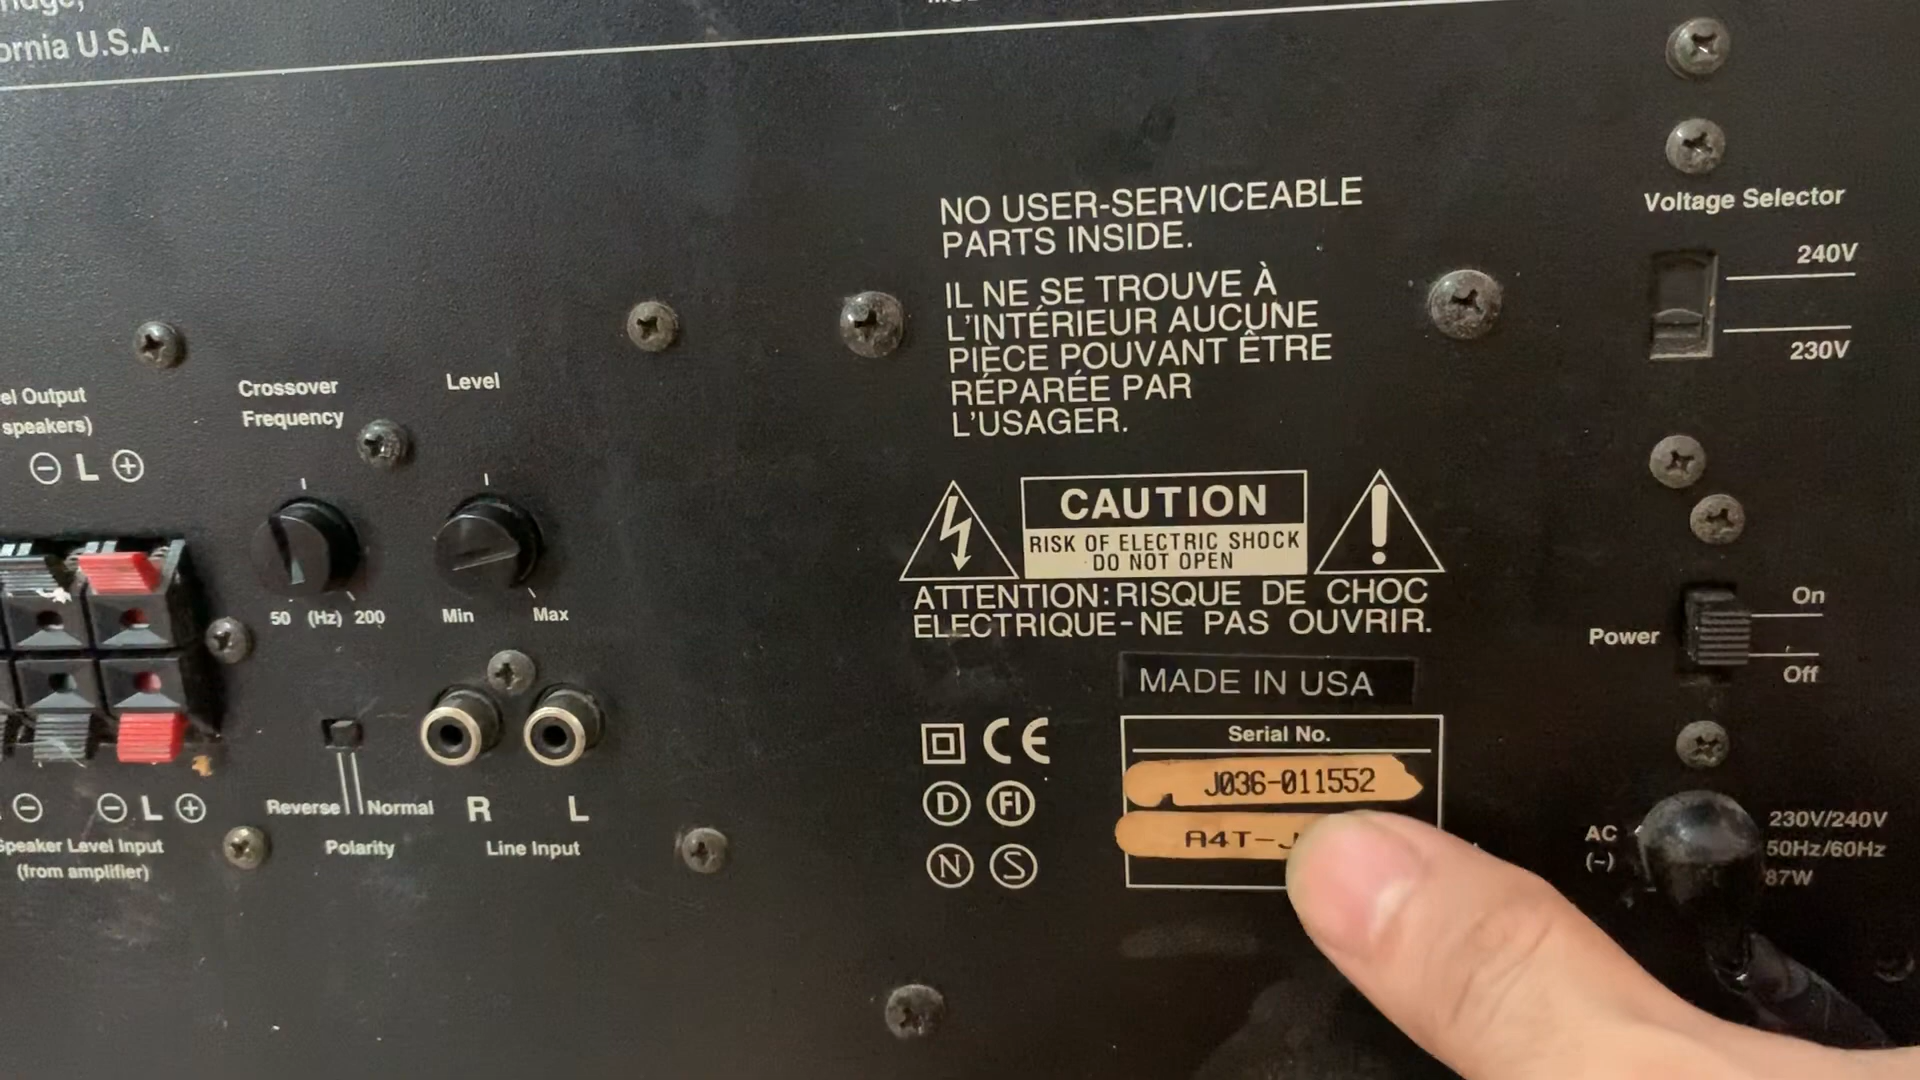 ornia U.S.A.
NO USER-SERVICEABLE
PARTS INSIDE.
IL NE SE TROUVE À
L'INTÉRIEUR AUCUNE
PIÈCE POUVANT ÊTRE
RÉPARÉE PAR
L'USAGER.
CAUTION
RISK OF ELECTRIC SHOCK
DO NOT OPEN
ATTENTION: RISQUE DE CHOC
ELECTRIQUE-NE PAS OUVRIR.
MADE IN USA
Serial No.
J036-011552
A4T-J
D FI
N S
CE
Voltage Selector
240V
230V
On
Power
Off
AC
(~)
230V/240V
50Hz/60Hz
87W
el Output
speakers)
L
Crossover
Frequency
50 (Hz) 200
Level
Min Max
Reverse Normal
Polarity
R L
Line Input
L
Speaker Level Input
(from amplifier)